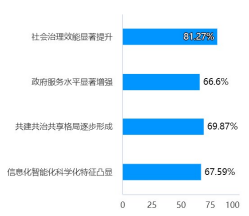 社会治理效能显著提升
81.27%
政府服务水平显著增强
66.6%
共建共治共享格局逐步形成
69.87%
信息化智能化科学化特征凸显
67.59%
0 25 50 75 100